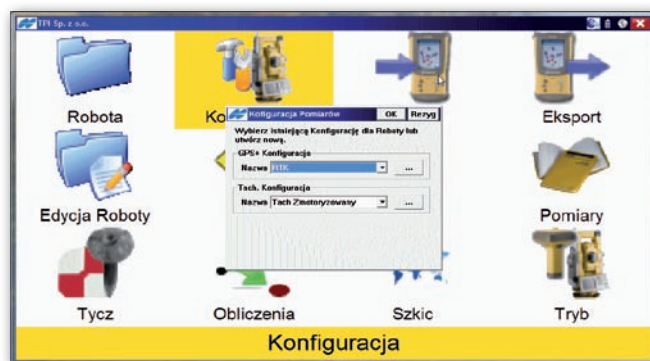 TPI Sp. z o.o.
Robota
Ko
Eksport
Kofiguracja Pomiarów
OK
Rezyg
Wybierz istniejącą Konfigurację dla Roboty lub
utwórz nową.
GPS+ Konfiguracja
Nazwa RTK ...
Tach. Konfiguracja
Nazwa Tach Zmotoryzowany ...
Edycja Roboty
Pomiary
Tycz
Obliczenia
Szkic
Tryb
Konfiguracja